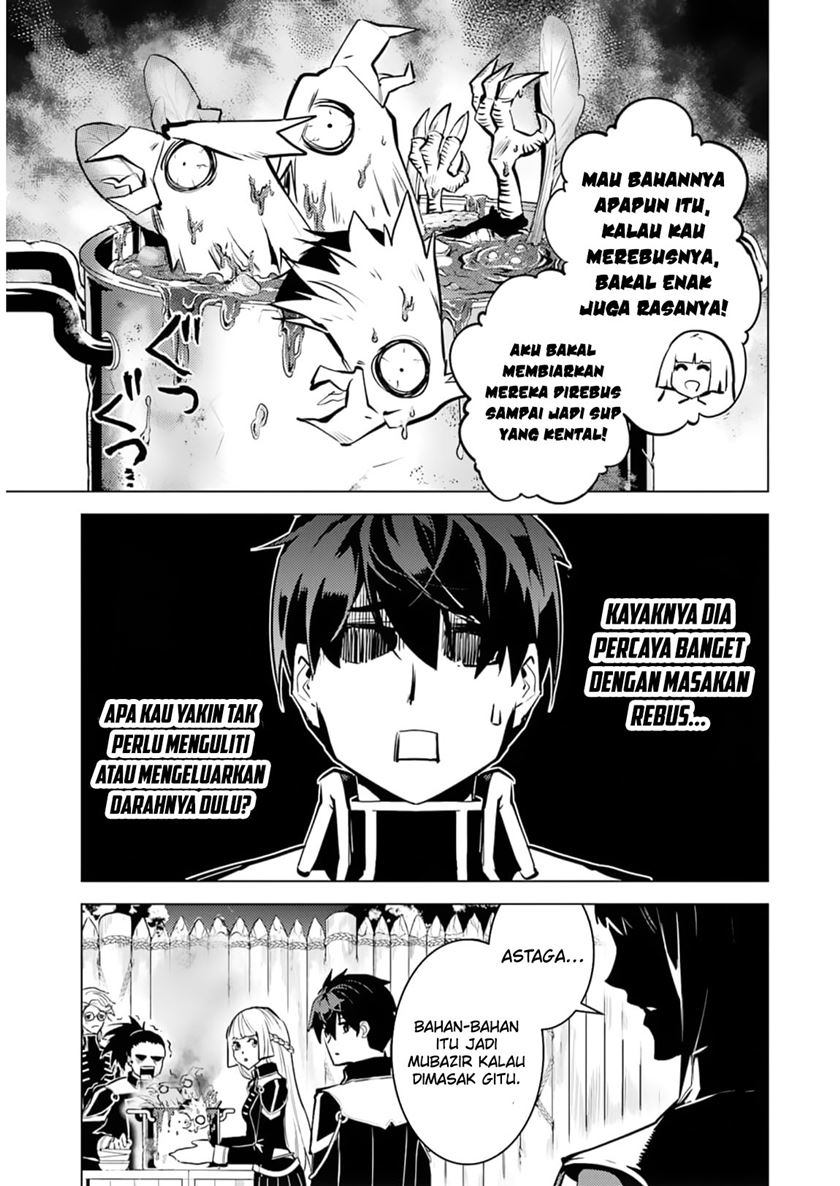 MAU BAHANNYA
APAPUN ITU,
KALAU KAU
MEREBUSNYA,
BAKAL ENAK
JUGA RASANYA!
AKU BAKAL
MEMBIARKAN
MEREKA DIREBUS
SAMPAI JADI SUP
YANG KENTAL!
ぐつぐつ
KAYAKNYA DIA
PERCAYA BANGET
DENGAN MASAKAN
REBUS...
APA KAU YAKIN TAK
PERLU MENGULITI
ATAU MENGELUARKAN
DARAHNYA DULU?
ASTAGA...
BAHAN-BAHAN
ITU JADI
MUBAZIR KALAU
DIMASAK GITU.